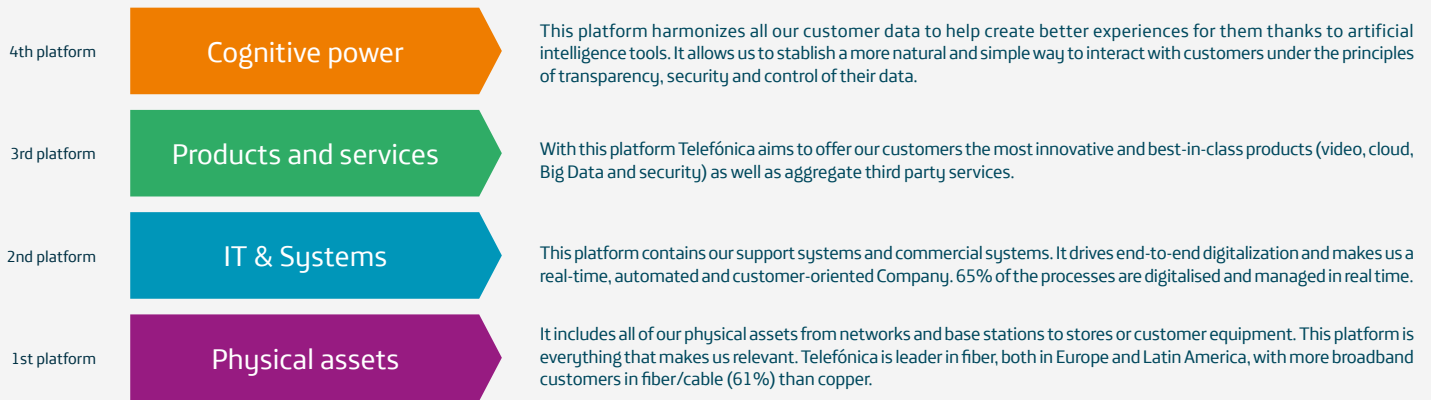 4th platform
Cognitive power
This platform harmonizes all our customer data to help create better experiences for them thanks to artificial
intelligence tools. It allows us to stablish a more natural and simple way to interact with customers under the principles
of transparency, security and control of their data.
3rd platform
Products and services
With this platform Telefónica aims to offer our customers the most innovative and best-in-class products (video, cloud,
Big Data and security) as well as aggregate third party services.
2nd platform
IT & Systems
This platform contains our support systems and commercial systems. It drives end-to-end digitalization and makes us a
real-time, automated and customer-oriented Company. 65% of the processes are digitalised and managed in real time.
1st platform
Physical assets
It includes all of our physical assets from networks and base stations to stores or customer equipment. This platform is
everything that makes us relevant. Telefónica is leader in fiber, both in Europe and Latin America, with more broadband
customers in fiber/cable (61%) than copper.